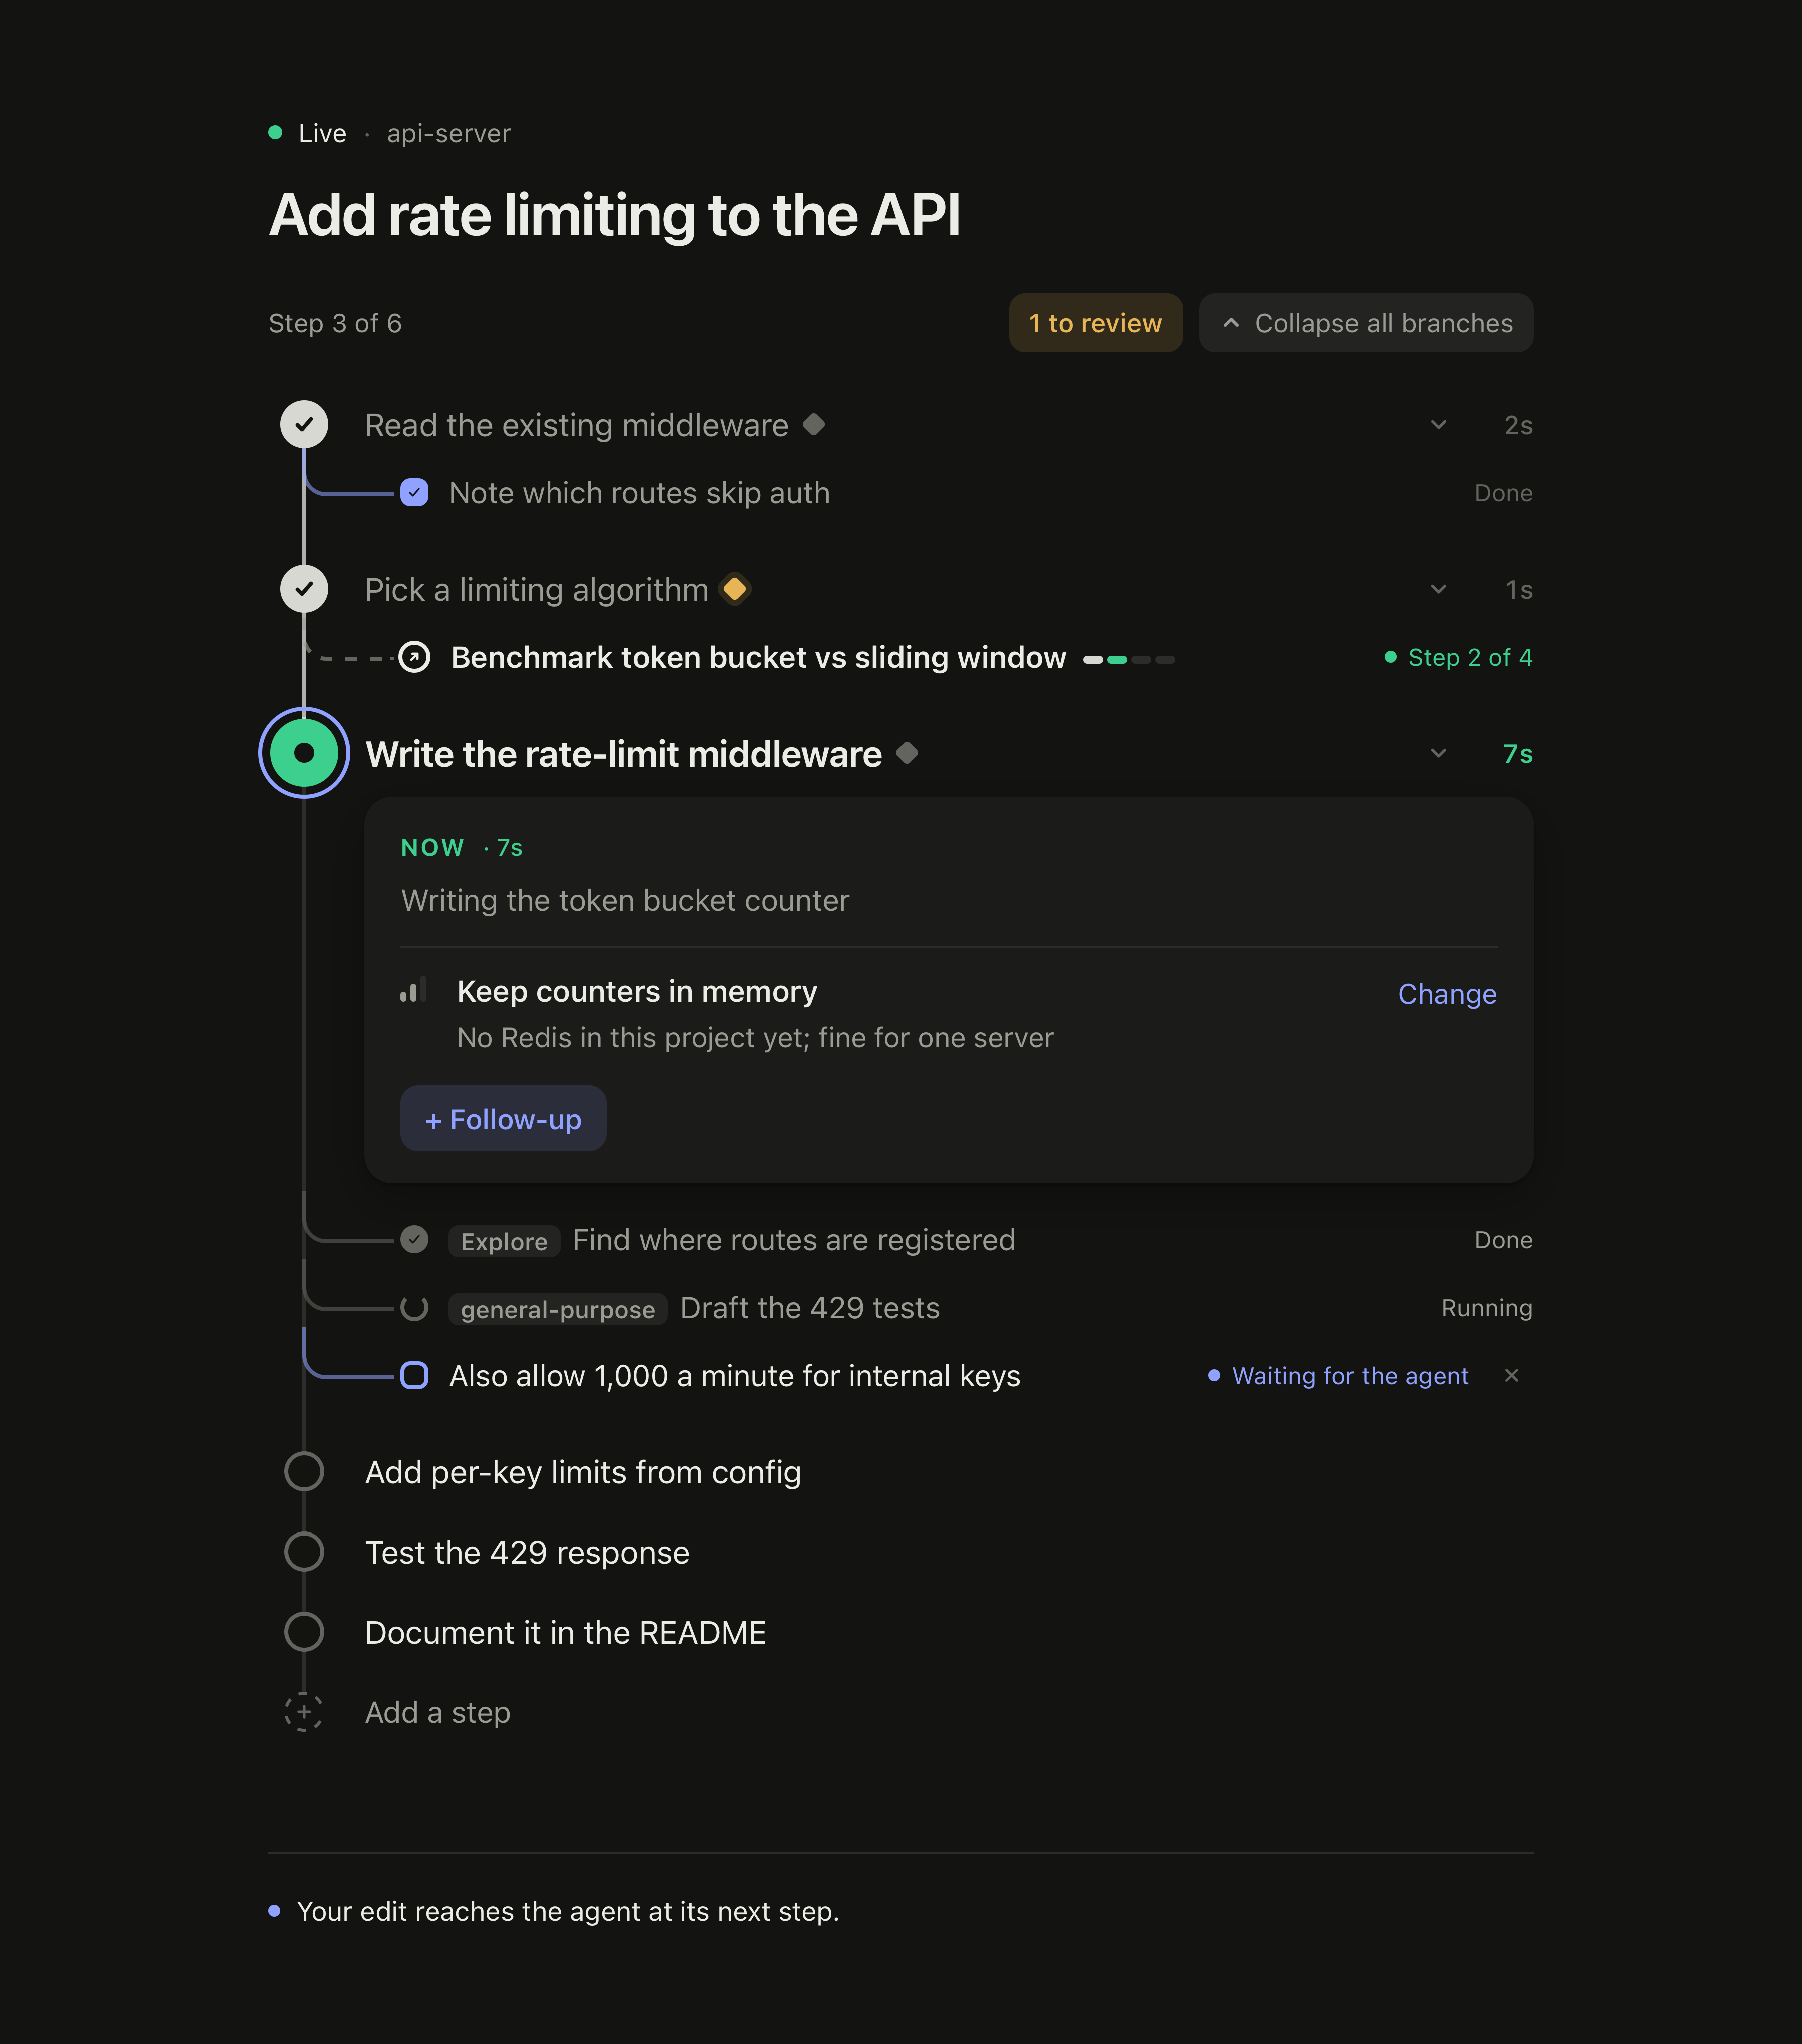 Live · api-server
Add rate limiting to the API
Step 3 of 6
1 to review
Collapse all branches
Read the existing middleware
2s
Note which routes skip auth
Done
Pick a limiting algorithm
1s
Benchmark token bucket vs sliding window
Step 2 of 4
Write the rate-limit middleware
7s
NOW · 7s
Writing the token bucket counter
Keep counters in memory
Change
No Redis in this project yet; fine for one server
+ Follow-up
Explore Find where routes are registered
Done
general-purpose Draft the 429 tests
Running
Also allow 1,000 a minute for internal keys
Waiting for the agent
Add per-key limits from config
Test the 429 response
Document it in the README
Add a step
Your edit reaches the agent at its next step.